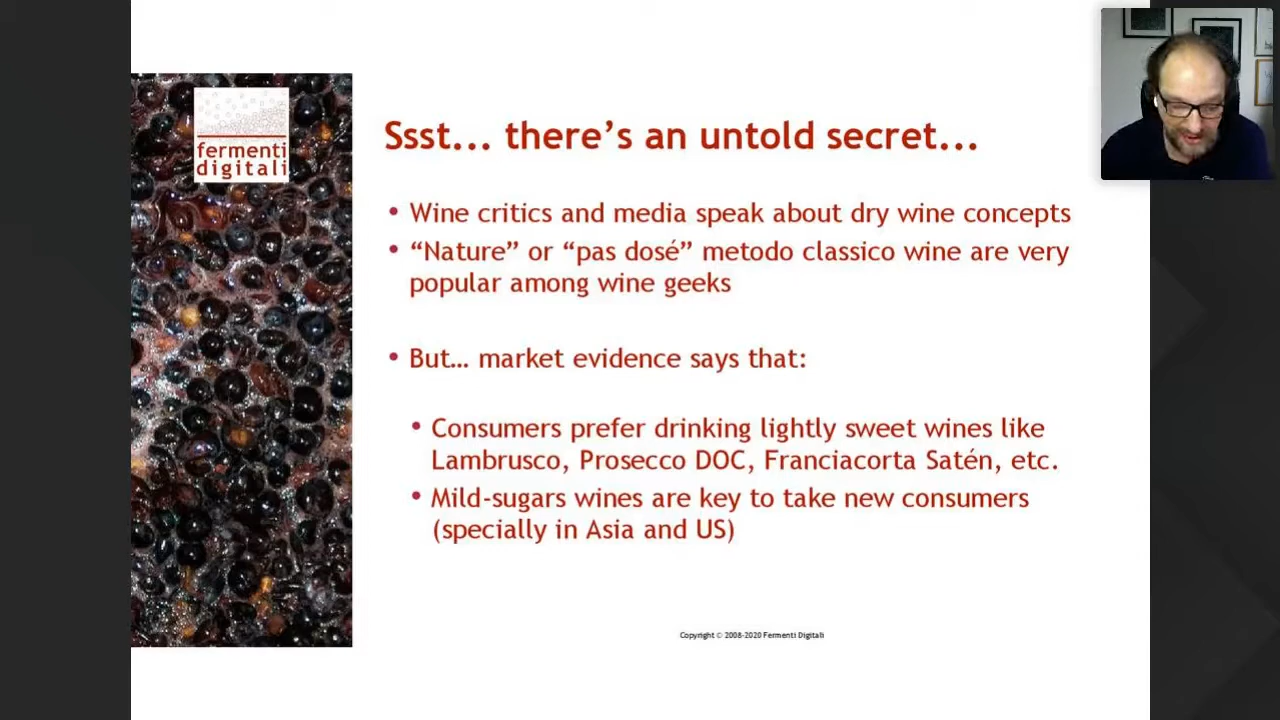 fermenti
digitali
Ssst... there's an untold secret...
• Wine critics and media speak about dry wine concepts
• “Nature” or “pas dosé” metodo classico wine are very
popular among wine geeks
• But… market evidence says that:
• Consumers prefer drinking lightly sweet wines like
Lambrusco, Prosecco DOC, Franciacorta Satén, etc.
• Mild-sugars wines are key to take new consumers
(specially in Asia and US)
Copyright © 2008-2020 Fermenti Digitali